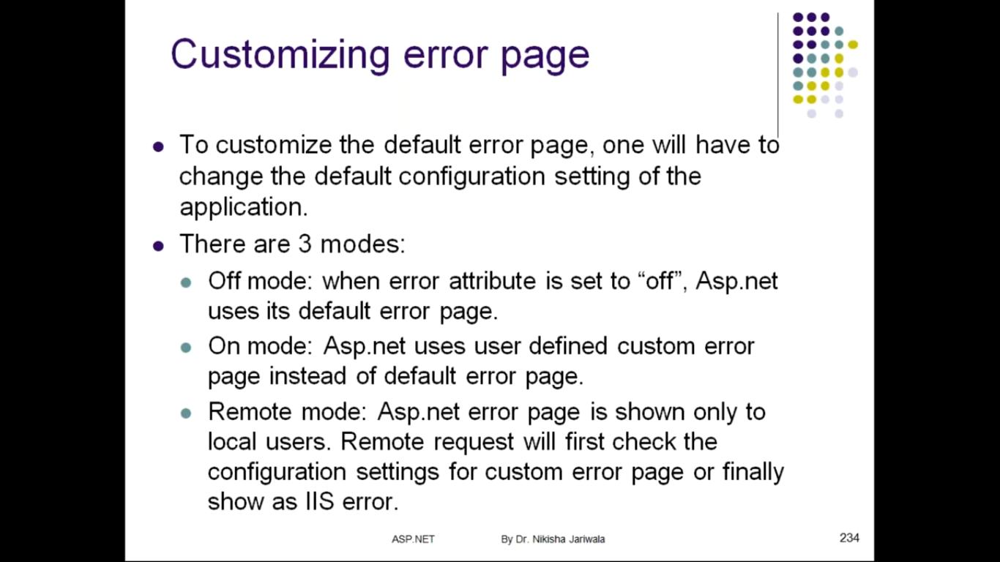 Customizing error page
To customize the default error page, one will have to
change the default configuration setting of the
application.
There are 3 modes:
Off mode: when error attribute is set to “off”, Asp.net
uses its default error page.
On mode: Asp.net uses user defined custom error
page instead of default error page.
Remote mode: Asp.net error page is shown only to
local users. Remote request will first check the
configuration settings for custom error page or finally
show as IIS error.
ASP.NET By Dr. Nikisha Jariwala 234